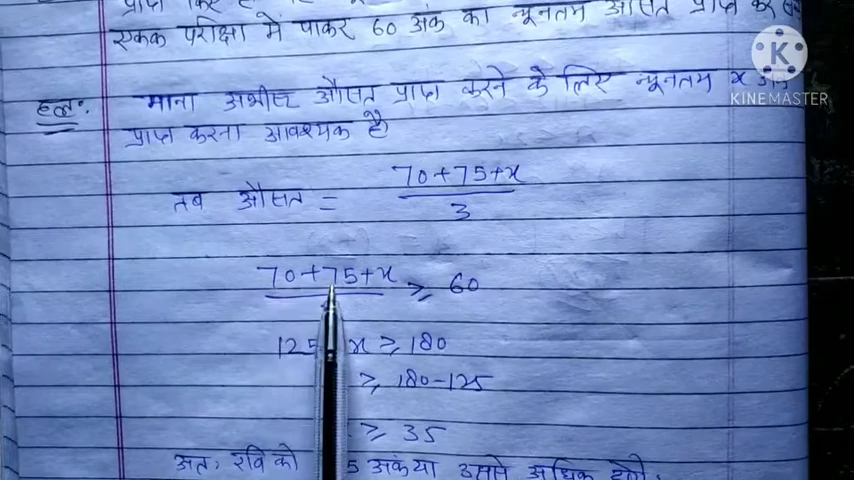 प्राप्त किए है
एकक परीक्षा में पाकर 60 अंक का न्यूनतम औसत प्राप्त कर
हल:- माना अभीष्ट औसत प्राप्त करने के लिए न्यूनतम x अंक
प्राप्त करना आवश्यक है
तब औसत = (70+75+x)/3
70+75+x ≥ 60
125 x ≥ 180
≥ 180-125
≥ 35
अतः रवि को 5 अंक या उससे अधिक
K
KINEMASTER